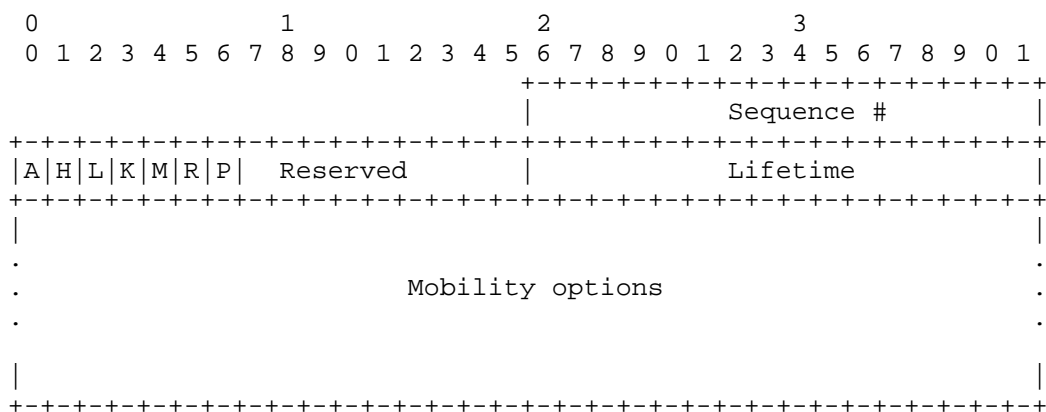 0                   1                   2                   3
 0 1 2 3 4 5 6 7 8 9 0 1 2 3 4 5 6 7 8 9 0 1 2 3 4 5 6 7 8 9 0 1
                                +-+-+-+-+-+-+-+-+-+-+-+-+-+-+-+-+
                                |            Sequence #         |
+-+-+-+-+-+-+-+-+-+-+-+-+-+-+-+-+-+-+-+-+-+-+-+-+-+-+-+-+-+-+-+-+
|A|H|L|K|M|R|P|  Reserved       |            Lifetime           |
+-+-+-+-+-+-+-+-+-+-+-+-+-+-+-+-+-+-+-+-+-+-+-+-+-+-+-+-+-+-+-+-+
|                                                               |
.                                                               .
.                        Mobility options                       .
.                                                               .
|                                                               |
+-+-+-+-+-+-+-+-+-+-+-+-+-+-+-+-+-+-+-+-+-+-+-+-+-+-+-+-+-+-+-+-+